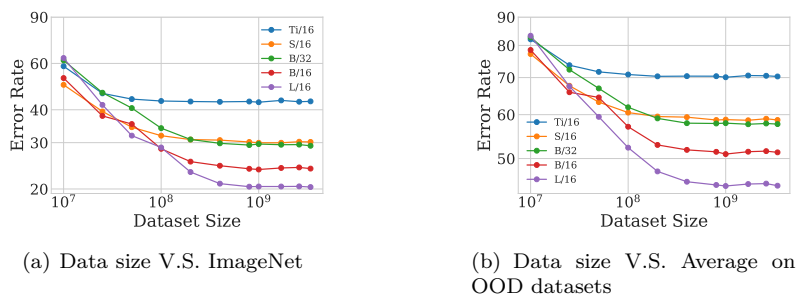 90
60
40
30
20
Error Rate
Ti/16
S/16
B/32
B/16
L/16
10^7
10^8
10^9
Dataset Size
(a) Data size V.S. ImageNet
90
80
70
60
50
Error Rate
Ti/16
S/16
B/32
B/16
L/16
10^7
10^8
10^9
Dataset Size
(b) Data size V.S. Average on
OOD datasets